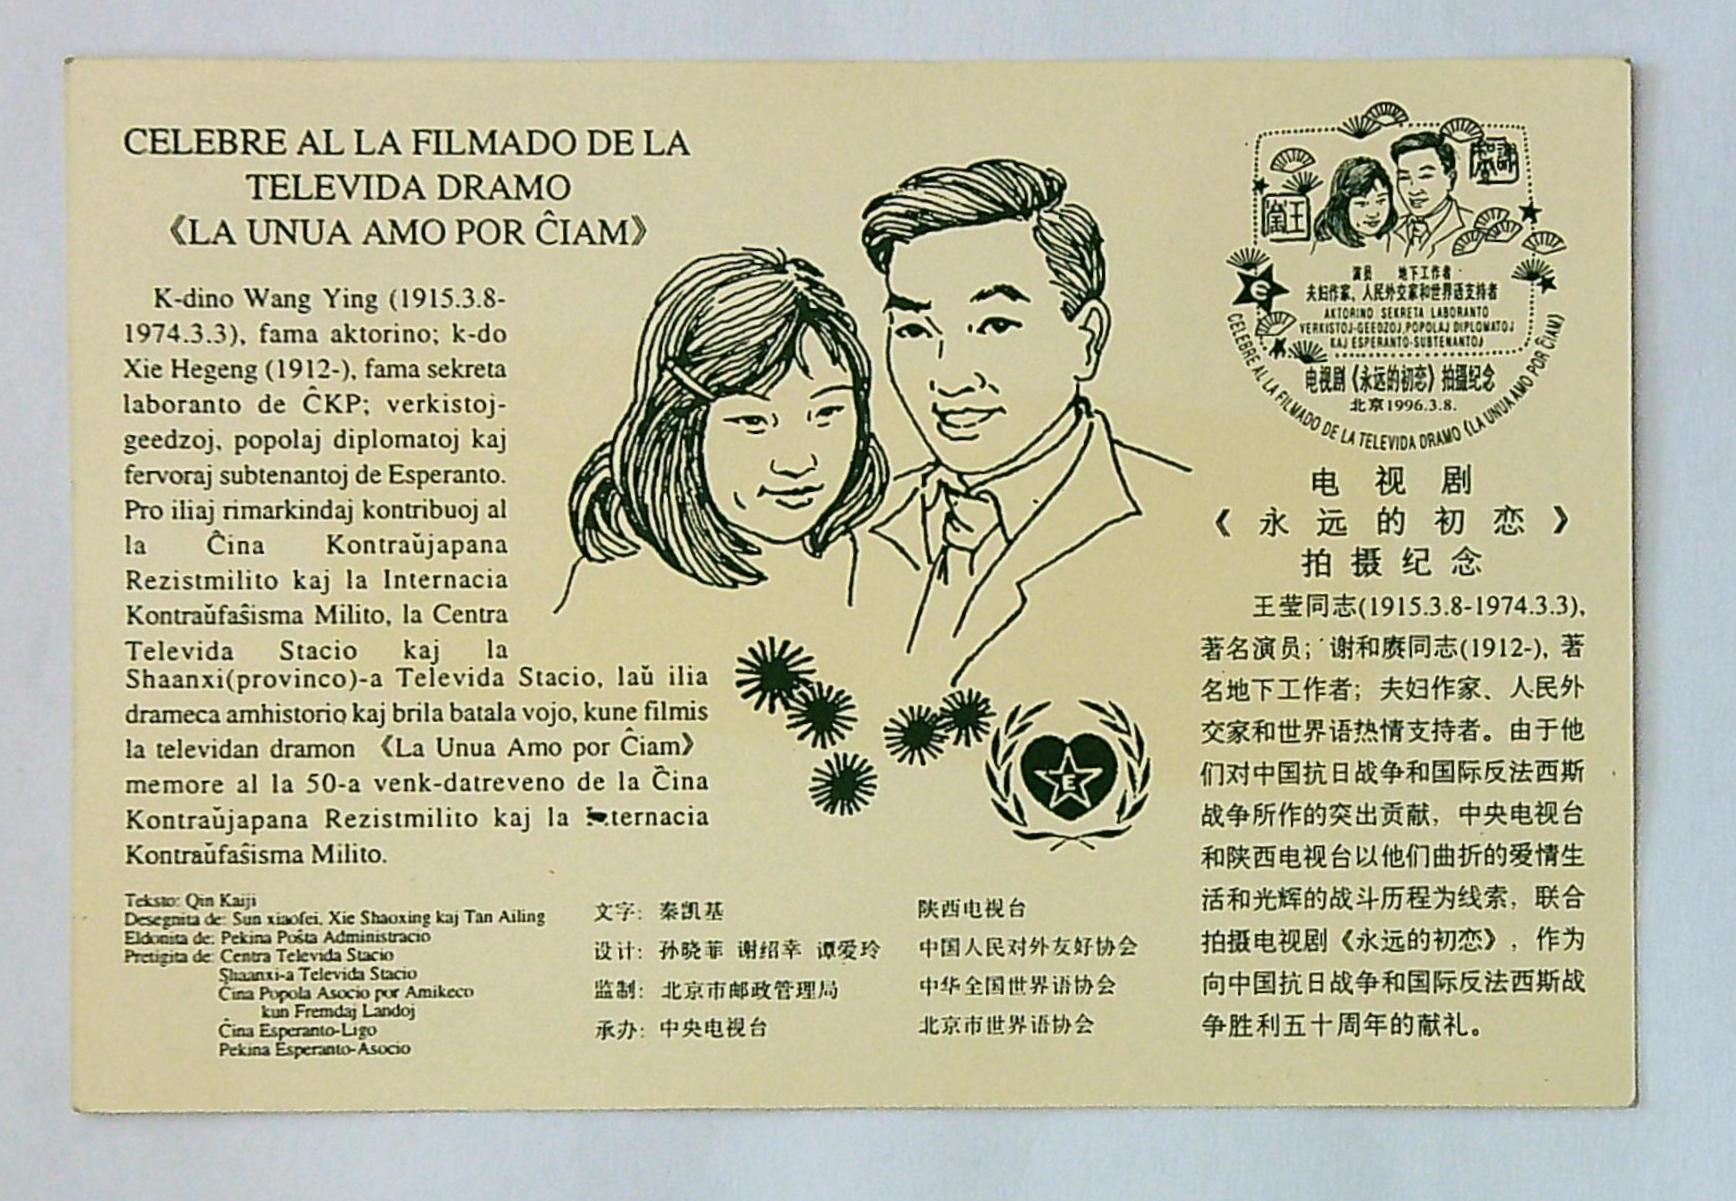 CELEBRE AL LA FILMADO DE LA
TELEVIDA DRAMO
《LA UNUA AMO POR ĈIAM》
K-dino Wang Ying (1915.3.8-
1974.3.3), fama aktorino; k-do
Xie Hegeng (1912-), fama sekreta
laboranto de ĈKP; verkistoj-
geedzoj, popolaj diplomatoj kaj
fervoraj subtenantoj de Esperanto.
Pro iliaj rimarkindaj kontribuoj al
la Ĉina Kontraŭjapana
Rezistmilito kaj la Internacia
Kontraŭfaŝisma Milito, la Centra
Televida Stacio kaj la
Shaanxi(provinco)-a Televida Stacio, laŭ ilia
drameca amhistorio kaj brila batala vojo, kune filmis
la televidan dramon 《La Unua Amo por Ĉiam》
memore al la 50-a venk-datreveno de la Ĉina
Kontraŭjapana Rezistmilito kaj la ternacia
Kontraŭfaŝisma Milito.
Teksto: Qin Kaiji
Desegnita de: Sun xiaofei, Xie Shaoxing kaj Tan Ailing
Eldonita de: Pekina Poŝta Administracio
Pretigita de: Centra Televida Stacio
Shaanxi-a Televida Stacio
Ĉina Popola Asocio por Amikeco
kun Fremdaj Landoj
Ĉina Esperanto-Ligo
Pekina Esperanto-Asocio
文字：秦凯基
设计：孙晓菲 谢绍幸 谭爱玲
监制：北京市邮政管理局
承办：中央电视台
陕西电视台
中国人民对外友好协会
中华全国世界语协会
北京市世界语协会
E
王莹
谢和赓
E
演员 地下工作者
夫妇作家、人民外交家和世界语支持者
AKTORINO SEKRETA LABORANTO
VERKISTOJ-GEEDZOJ,POPOLAJ DIPLOMATOJ
KAJ ESPERANTO-SUBTENANTOJ
电视剧《永远的初恋》拍摄纪念
北京1996.3.8.
CELEBRE AL LA FILMADO DE LA TELEVIDA DRAMO (LA UNUA AMO POR ĈIAM)
电视剧
《永远的初恋》
拍摄纪念
王莹同志(1915.3.8-1974.3.3),
著名演员；谢和赓同志(1912-), 著
名地下工作者；夫妇作家、人民外
交家和世界语热情支持者。由于他
们对中国抗日战争和国际反法西斯
战争所作的突出贡献，中央电视台
和陕西电视台以他们曲折的爱情生
活和光辉的战斗历程为线索，联合
拍摄电视剧《永远的初恋》，作为
向中国抗日战争和国际反法西斯战
争胜利五十周年的献礼。